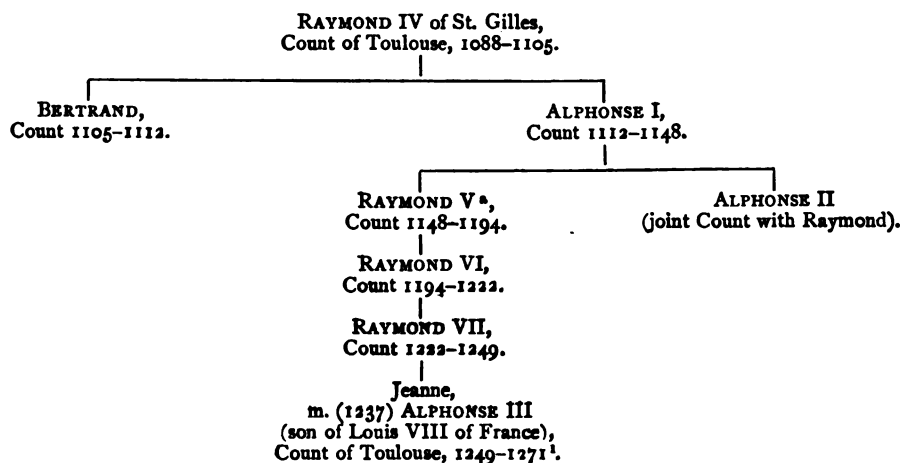 RAYMOND IV of St. Gilles,
Count of Toulouse, 1088–1105.
BERTRAND,
Count 1105–1112.
ALPHONSE I,
Count 1112–1148.
RAYMOND V ª,
Count 1148–1194.
ALPHONSE II
(joint Count with Raymond).
RAYMOND VI,
Count 1194–1222.
RAYMOND VII,
Count 1222–1249.
Jeanne,
m. (1237) ALPHONSE III
(son of Louis VIII of France),
Count of Toulouse, 1249–1271¹.